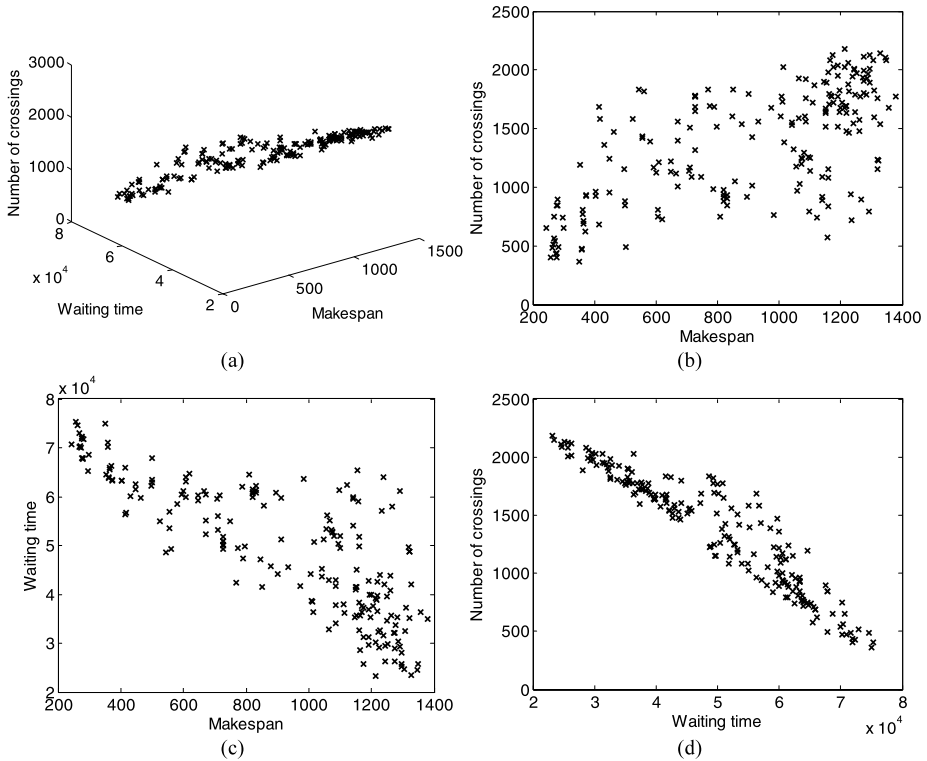 3000
2000
1000
0
Number of crossings
8
6
4
2
x 10^4
Waiting time
0
500
1000
1500
Makespan
(a)
2500
2000
1500
1000
500
0
Number of crossings
200 400 600 800 1000 1200 1400
Makespan
(b)
x 10^4
8
7
6
5
4
3
2
Waiting time
200 400 600 800 1000 1200 1400
Makespan
(c)
2500
2000
1500
1000
500
0
Number of crossings
2 3 4 5 6 7 8
Waiting time
x 10^4
(d)